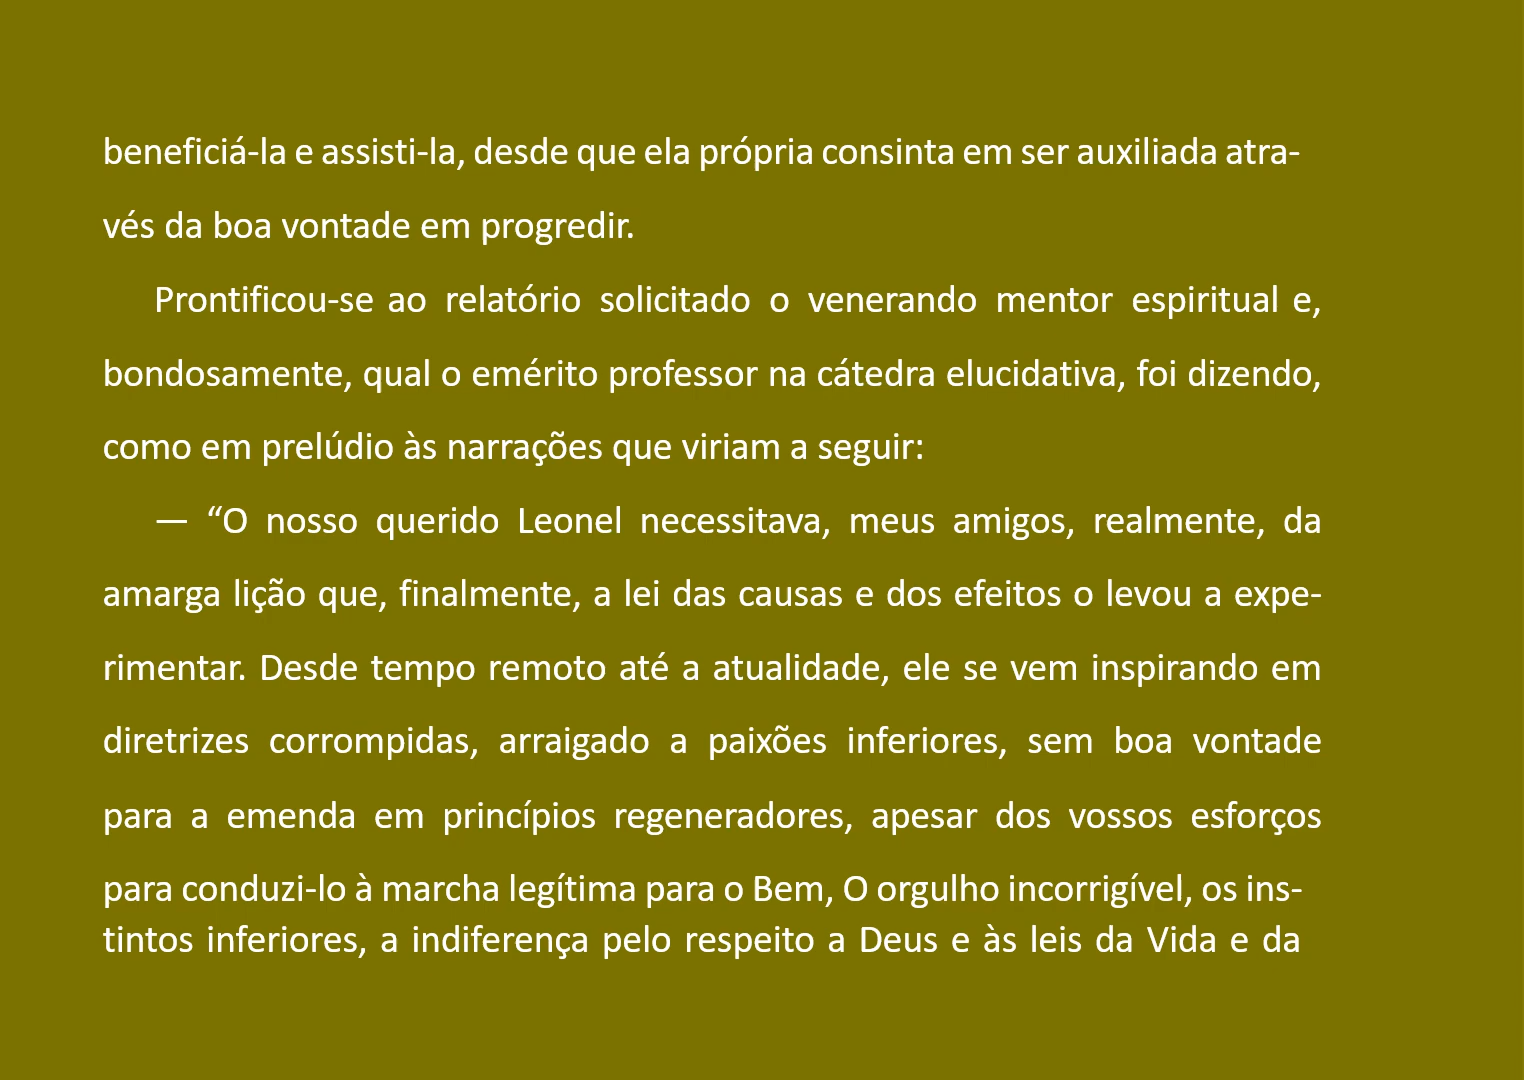 beneficiá-la e assisti-la, desde que ela própria consinta em ser auxiliada atra-
vés da boa vontade em progredir.
Prontificou-se ao relatório solicitado o venerando mentor espiritual e,
bondosamente, qual o emérito professor na cátedra elucidativa, foi dizendo,
como em prelúdio às narrações que viriam a seguir:
— “O nosso querido Leonel necessitava, meus amigos, realmente, da
amarga lição que, finalmente, a lei das causas e dos efeitos o levou a expe-
rimentar. Desde tempo remoto até a atualidade, ele se vem inspirando em
diretrizes corrompidas, arraigado a paixões inferiores, sem boa vontade
para a emenda em princípios regeneradores, apesar dos vossos esforços
para conduzi-lo à marcha legítima para o Bem, O orgulho incorrigível, os ins-
tintos inferiores, a indiferença pelo respeito a Deus e às leis da Vida e da